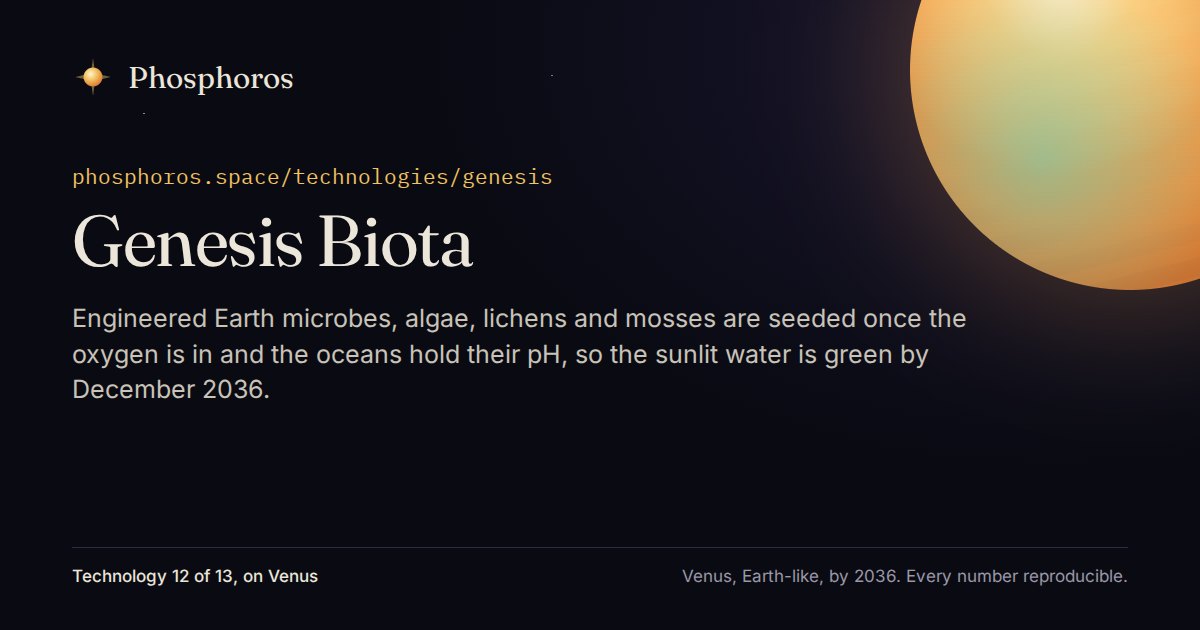 Phosphoros
phosphoros.space/technologies/genesis
Genesis Biota
Engineered Earth microbes, algae, lichens and mosses are seeded once the
oxygen is in and the oceans hold their pH, so the sunlit water is green by
December 2036.
Technology 12 of 13, on Venus
Venus, Earth-like, by 2036. Every number reproducible.